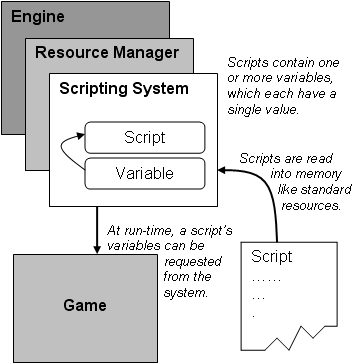 Engine
Resource Manager
Scripting System
Script
Variable
Scripts contain one
or more variables,
which each have a
single value.
Scripts are read
into memory
like standard
resources.
At run-time, a script's
variables can be
requested
from the
system.
Game
Script
......
...
.